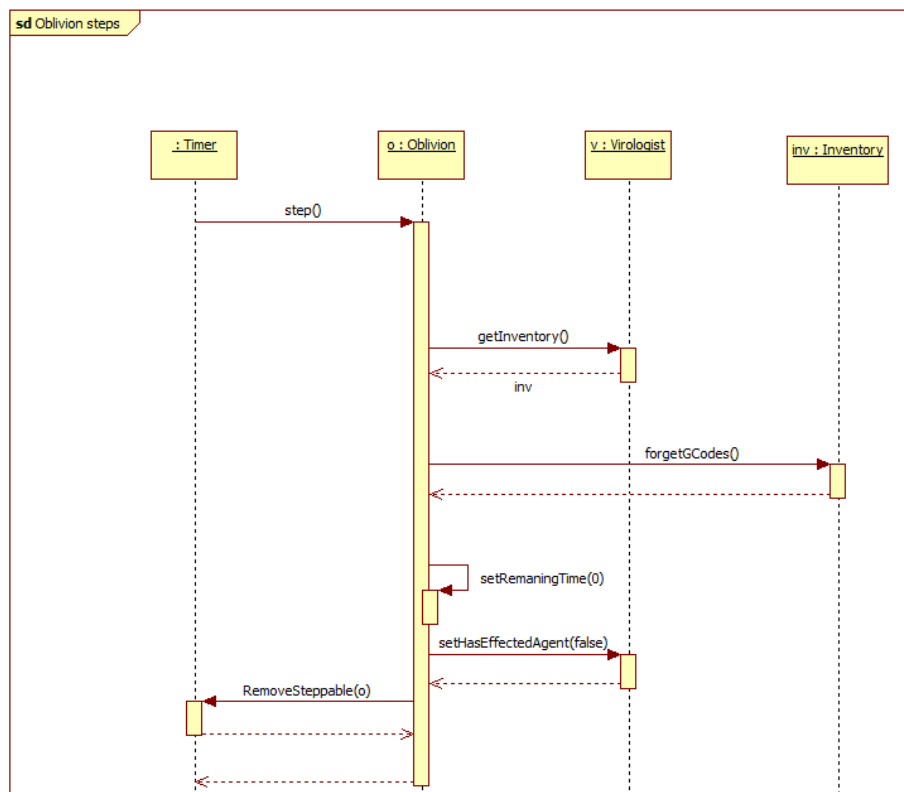 sd Oblivion steps
: Timer
o : Oblivion
v : Virologist
inv : Inventory
step()
getInventory()
inv
forgetGCodes()
setRemaningTime(0)
setHasEffectedAgent(false)
RemoveSteppable(o)